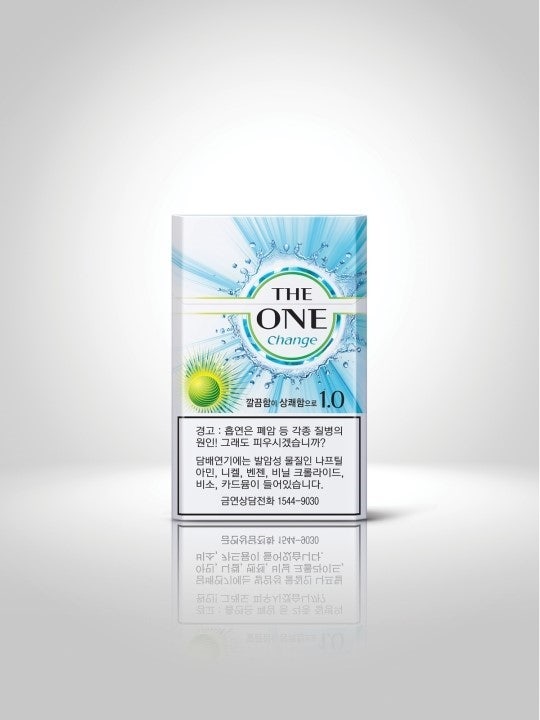 THE
ONE
Change
깔끔함이 상쾌함으로 1.0
경고 : 흡연은 폐암 등 각종 질병의
원인! 그래도 피우시겠습니까?
담배연기에는 발암성 물질인 나프틸
아민, 니켈, 벤젠, 비닐 크롤라이드,
비소, 카드뮴이 들어있습니다.
금연상담전화 1544-9030